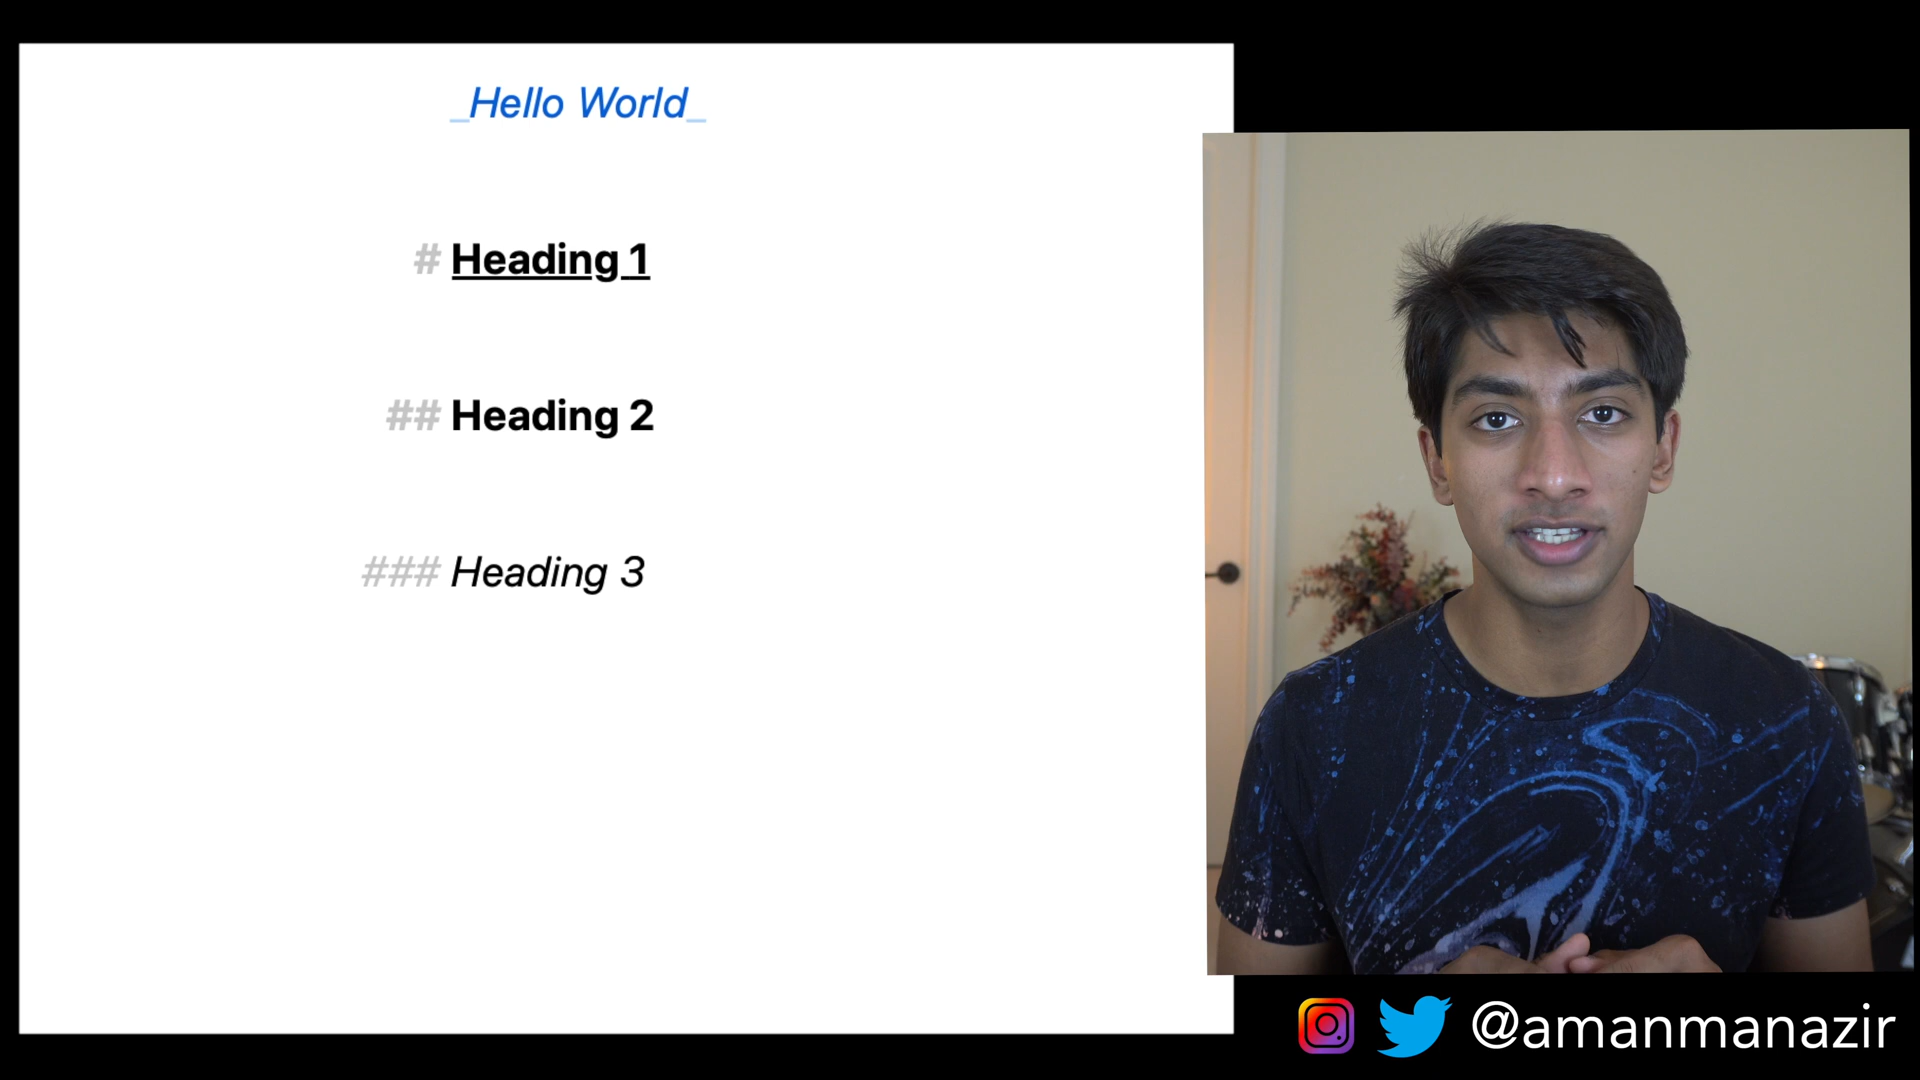 _Hello World_
# Heading 1
## Heading 2
### Heading 3
@amanmanazir